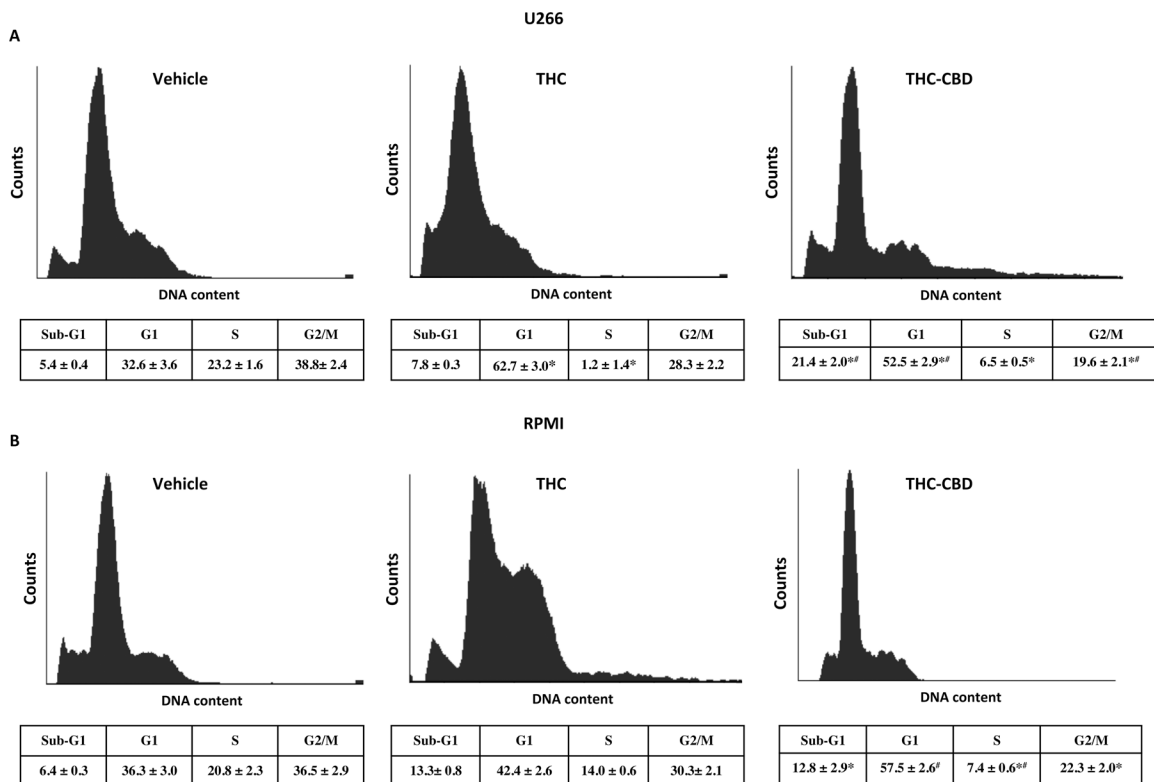 U266
A
Vehicle
THC
THC-CBD
Counts
Counts
Counts
DNA content
DNA content
DNA content
Sub-G1 G1 S G2/M
5.4 ± 0.4 32.6 ± 3.6 23.2 ± 1.6 38.8± 2.4
Sub-G1 G1 S G2/M
7.8 ± 0.3 62.7 ± 3.0* 1.2 ± 1.4* 28.3 ± 2.2
Sub-G1 G1 S G2/M
21.4 ± 2.0*# 52.5 ± 2.9*# 6.5 ± 0.5* 19.6 ± 2.1*#
RPMI
B
Vehicle
THC
THC-CBD
Counts
Counts
Counts
DNA content
DNA content
DNA content
Sub-G1 G1 S G2/M
6.4 ± 0.3 36.3 ± 3.0 20.8 ± 2.3 36.5 ± 2.9
Sub-G1 G1 S G2/M
13.3± 0.8 42.4 ± 2.6 14.0 ± 0.6 30.3± 2.1
Sub-G1 G1 S G2/M
12.8 ± 2.9* 57.5 ± 2.6# 7.4 ± 0.6*# 22.3 ± 2.0*